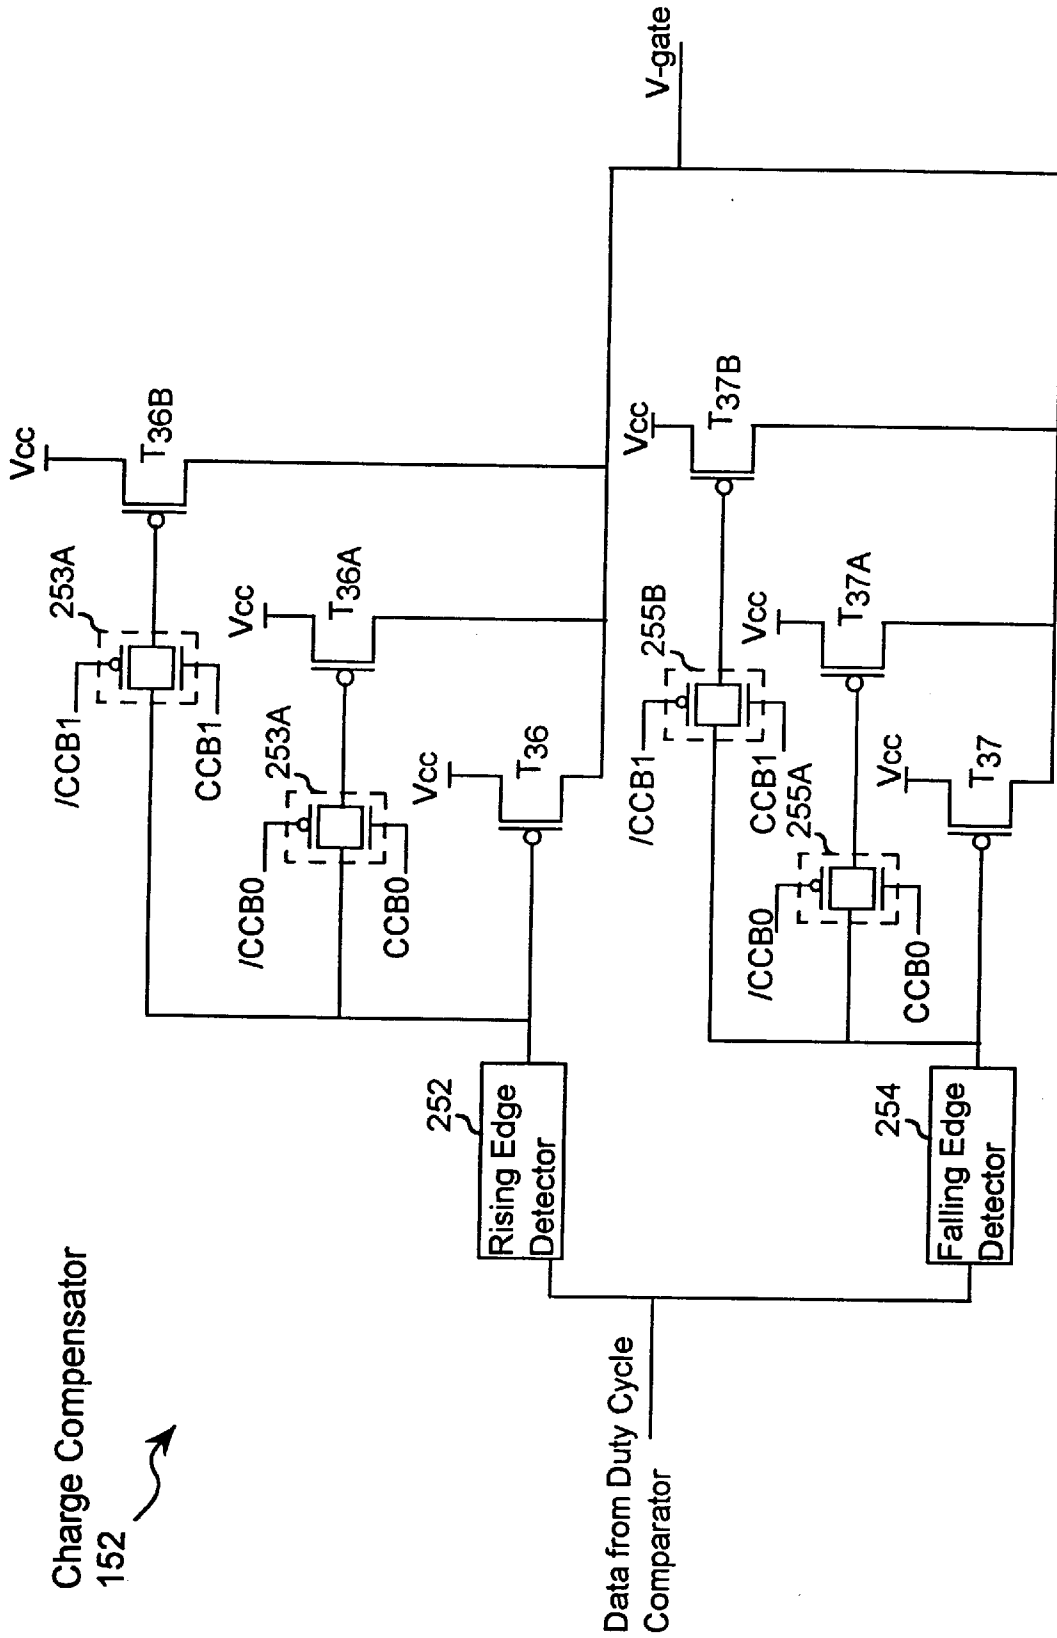 Charge Compensator
152
Vcc
T36B
253A
/CCB1
CCB1
Vcc
T36A
253A
/CCB0
CCB0
Vcc
T36
252
Rising Edge
Detector
V-gate
Data from Duty Cycle
Comparator
Vcc
T37B
255B
/CCB1
CCB1
255A
Vcc
T37A
/CCB0
CCB0
Vcc
T37
254
Falling Edge
Detector